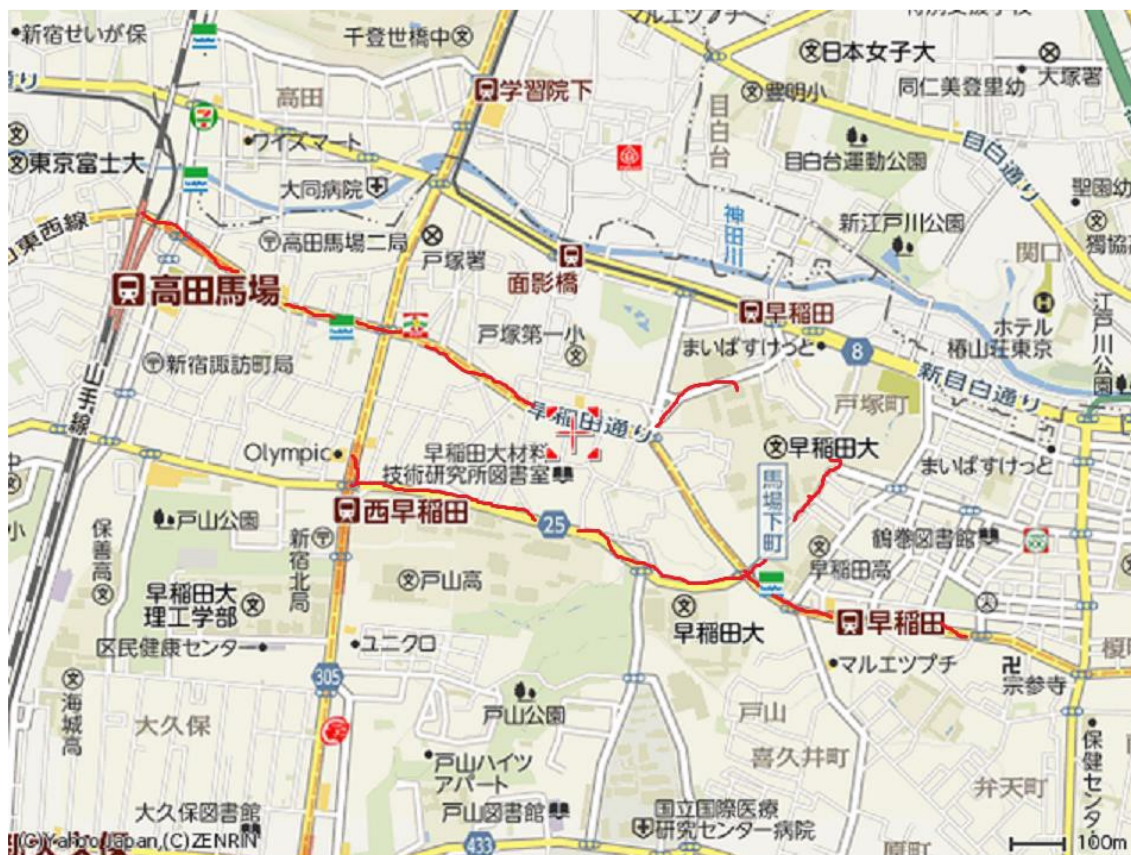 新宿せいが保
千登世橋中
マルエツプチ
日本女子大
大塚署
同仁美登里幼
高田
学習院下
目白台
豊明小
ワイズマート
目白通り
東京富士大
大同病院
目白台運動公園
聖園幼
東西線
高田馬場二局
戸塚署
神田川
新江戸川公園
獨協高
関口
面影橋
高田馬場
早稲田
ホテル
椿山荘東京
江戸川公園
戸塚第一小
まいばすけっと
8
新目白通り
新宿諏訪町局
山手線
戸塚町
早稲田通り
Olympic
早稲田大材料
技術研究所図書室
早稲田大
まいばすけっと
馬場下町
戸山公園
西早稲田
25
新宿北局
保善高
鶴巻図書館
早稲田高
戸山高
早稲田大
理工学部
早稲田大
早稲田
区民健康センター
ユニクロ
マルエツプチ
宗参寺
榎町
305
海城高
大久保
戸山公園
戸山
喜久井町
弁天町
保健センター
戸山ハイツ
アパート
大久保図書館
戸山図書館
国立国際医療
研究センター病院
原町
433
(C)Yahoo Japan,(C)ZENRIN
100m